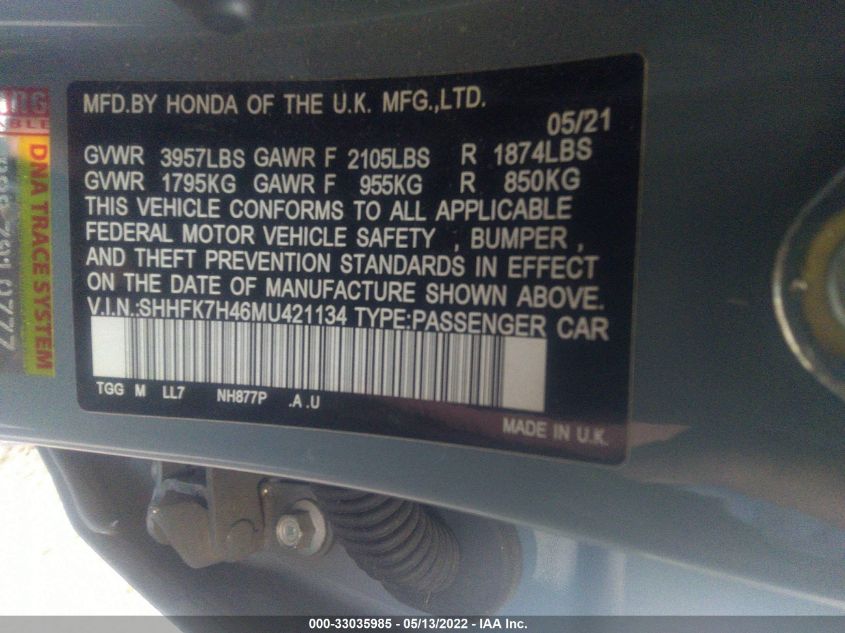 MFD.BY HONDA OF THE U.K. MFG.,LTD.
05/21
GVWR 3957LBS GAWR F 2105LBS R 1874LBS
GVWR 1795KG GAWR F 955KG R 850KG
THIS VEHICLE CONFORMS TO ALL APPLICABLE
FEDERAL MOTOR VEHICLE SAFETY , BUMPER ,
AND THEFT PREVENTION STANDARDS IN EFFECT
ON THE DATE OF MANUFACTURE SHOWN ABOVE.
V.I.N.:SHHFK7H46MU421134 TYPE:PASSENGER CAR
TGG M LL7 NH877P .A .U
MADE IN U.K.
DNA TRACE SYSTEM
000-33035985 - 05/13/2022 - IAA Inc.